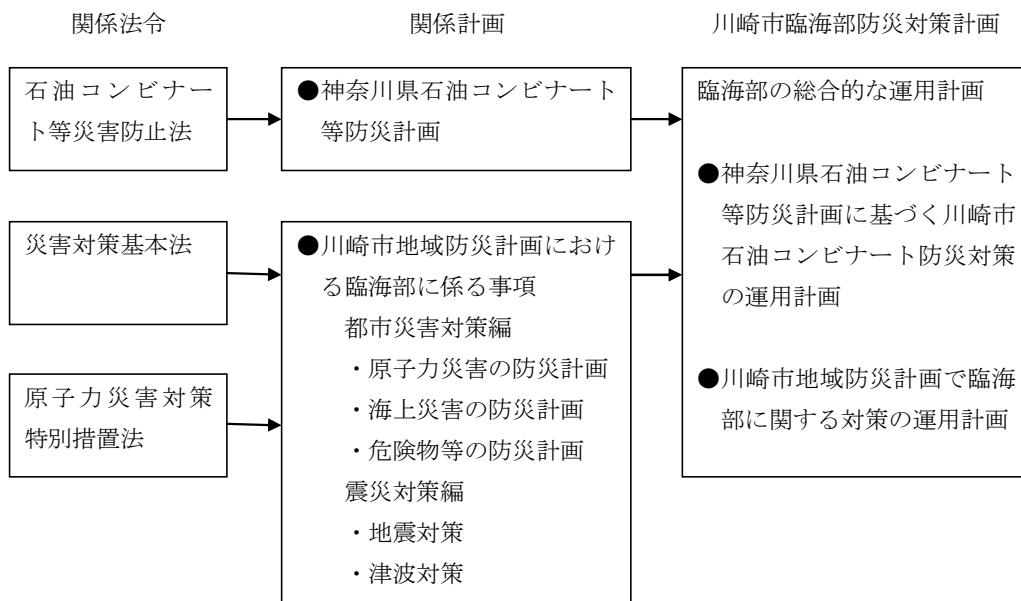 関係法令
関係計画
川崎市臨海部防災対策計画
石油コンビナー
ト等災害防止法
●神奈川県石油コンビナート
等防災計画
臨海部の総合的な運用計画
●神奈川県石油コンビナート
等防災計画に基づく川崎市
石油コンビナート防災対策
の運用計画
●川崎市地域防災計画で臨海
部に関する対策の運用計画
災害対策基本法
●川崎市地域防災計画におけ
る臨海部に係る事項
都市災害対策編
・原子力災害の防災計画
・海上災害の防災計画
・危険物等の防災計画
震災対策編
・地震対策
・津波対策
原子力災害対策
特別措置法